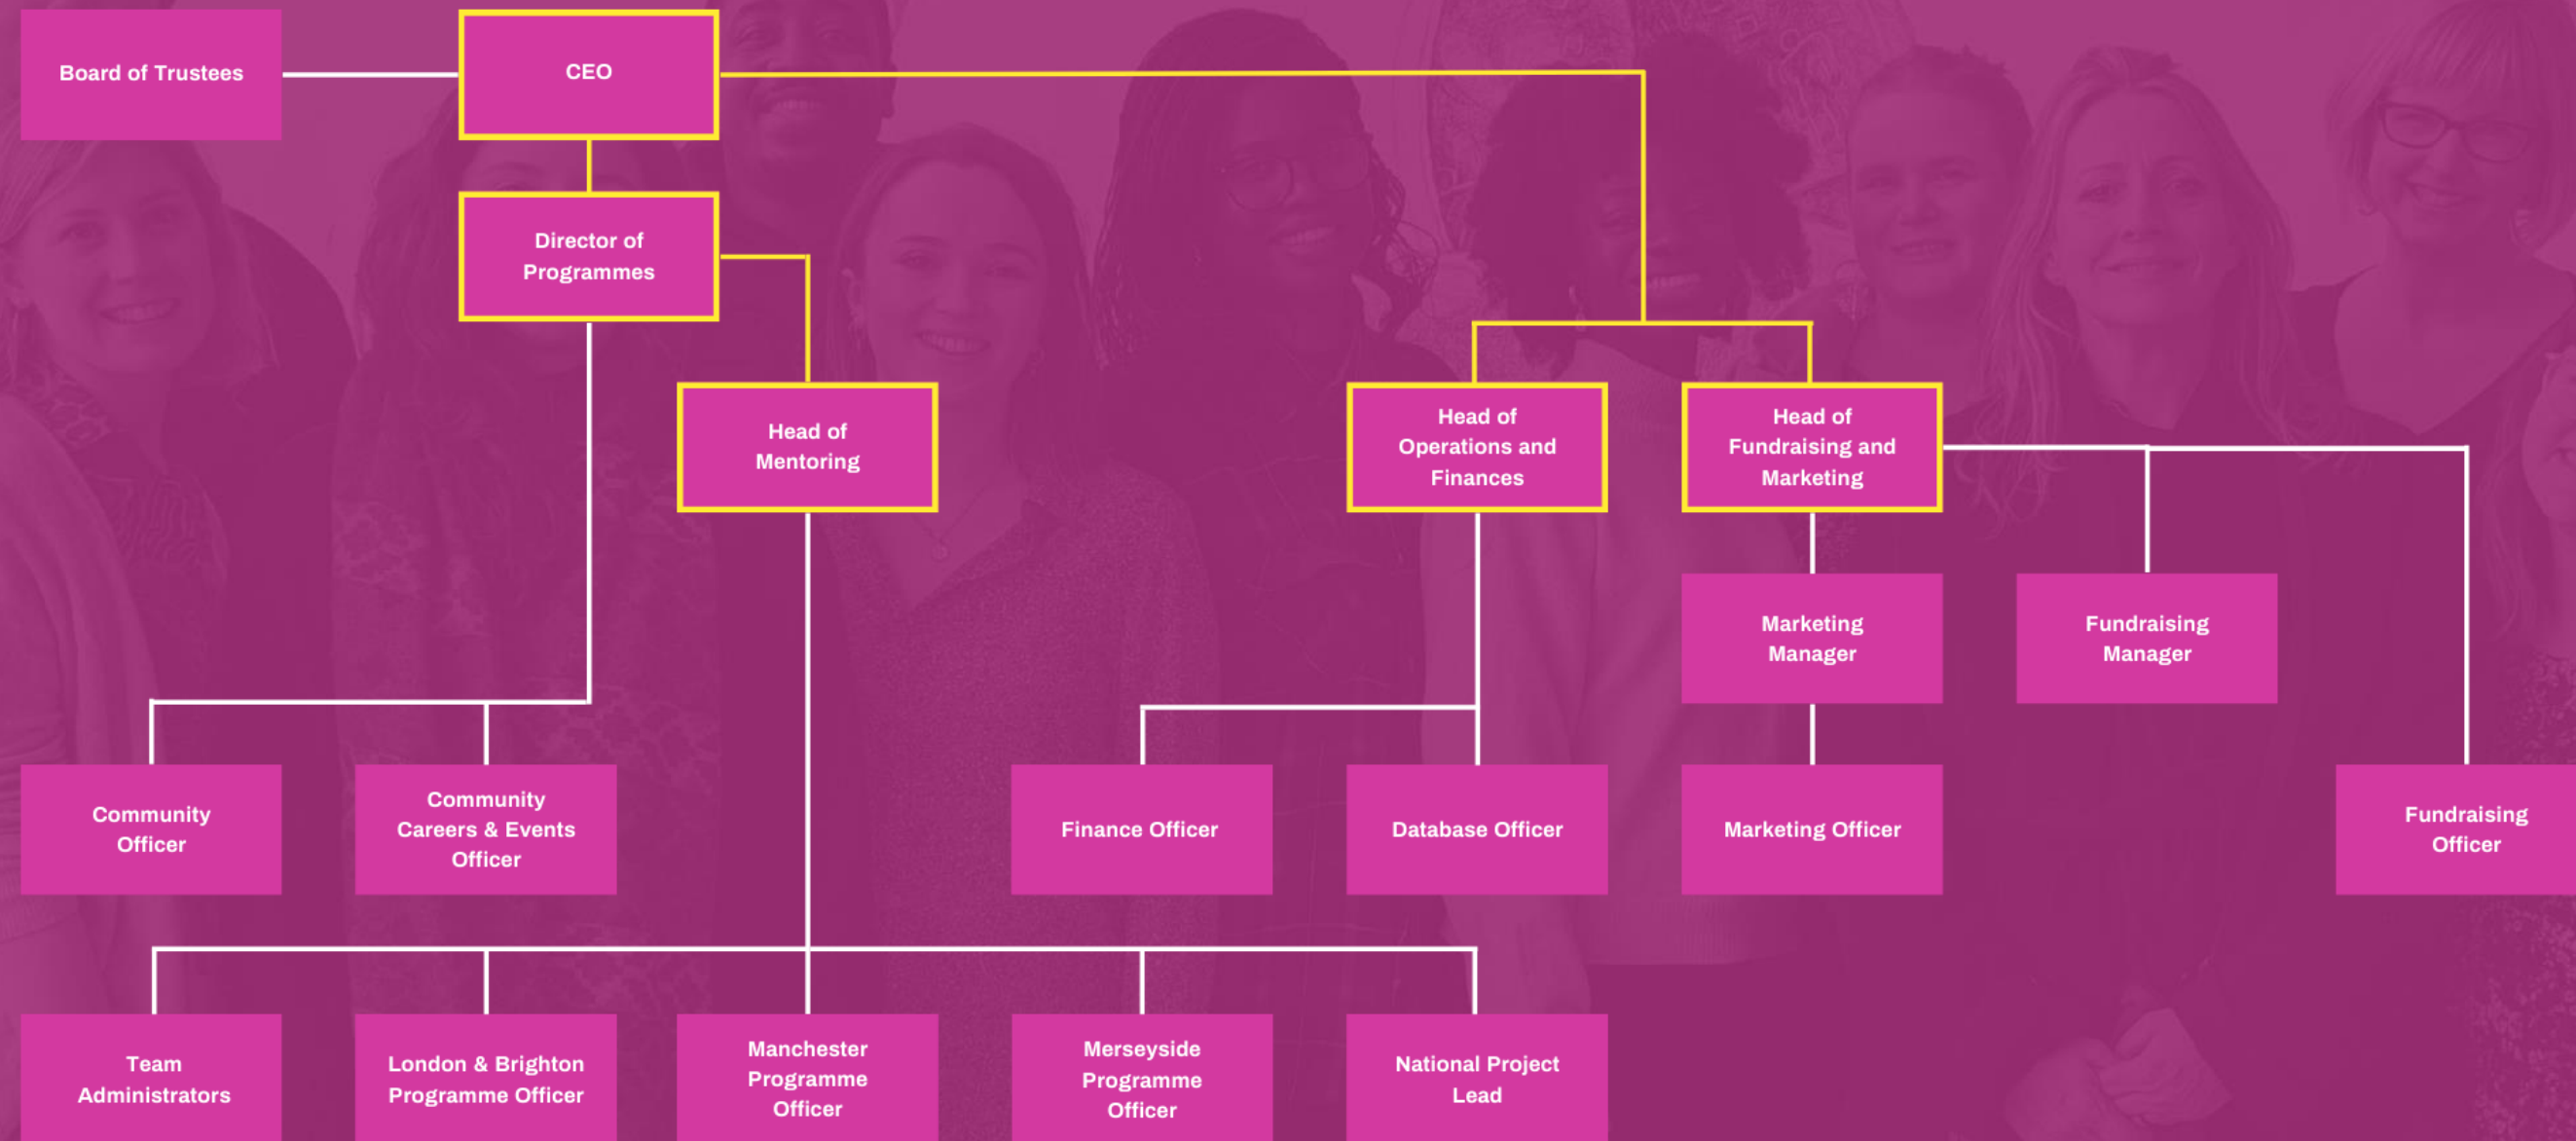 Board of Trustees
CEO
Director of
Programmes
Head of
Mentoring
Head of
Operations and
Finances
Head of
Fundraising and
Marketing
Marketing
Manager
Fundraising
Manager
Community
Officer
Community
Careers & Events
Officer
Finance Officer
Database Officer
Marketing Officer
Fundraising
Officer
Team
Administrators
London & Brighton
Programme Officer
Manchester
Programme
Officer
Merseyside
Programme
Officer
National Project
Lead